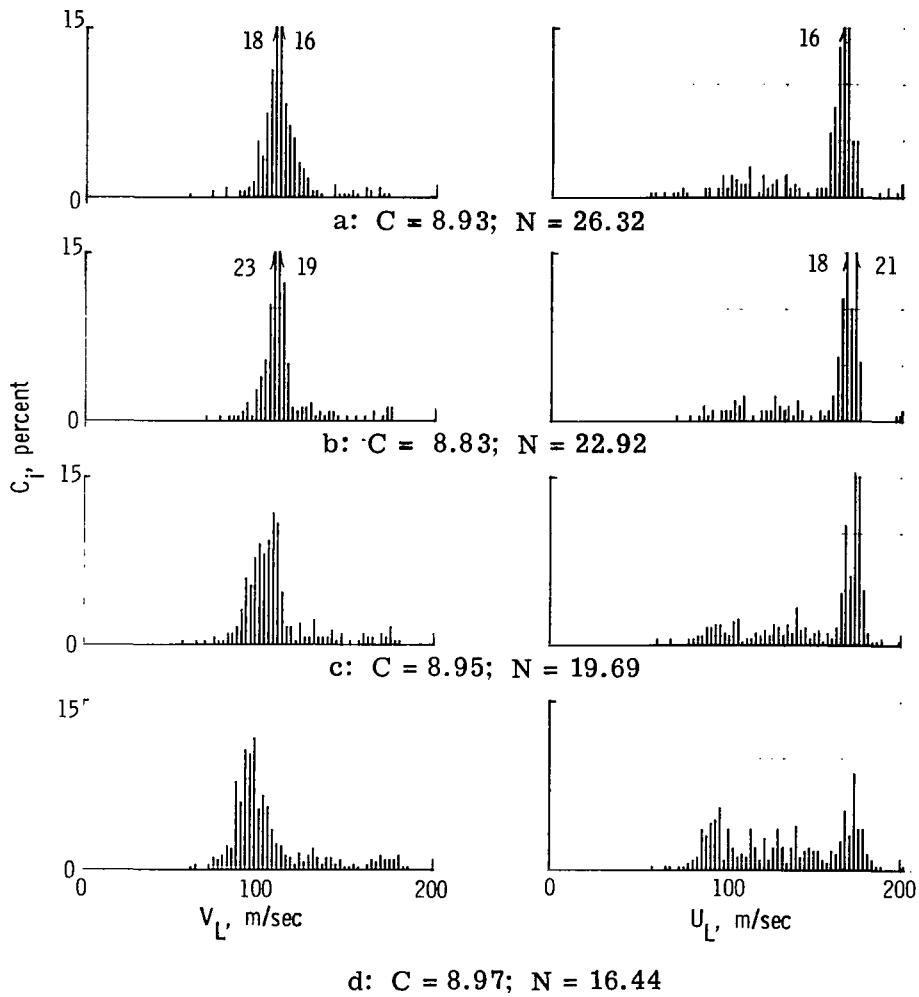 15
18 16
16
0
a: C = 8.93; N = 26.32
15
23 19
18 21
0
b: C = 8.83; N = 22.92
C_i, percent
15
0
c: C = 8.95; N = 19.69
15
0
0 100 200
0 100 200
V_L, m/sec
U_L, m/sec
d: C = 8.97; N = 16.44